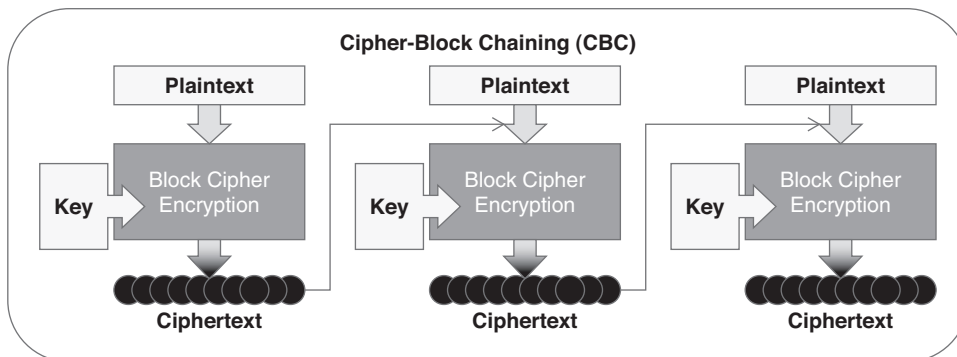 Cipher-Block Chaining (CBC)
Plaintext
Plaintext
Plaintext
Key
Block Cipher
Encryption
Key
Block Cipher
Encryption
Key
Block Cipher
Encryption
Ciphertext
Ciphertext
Ciphertext